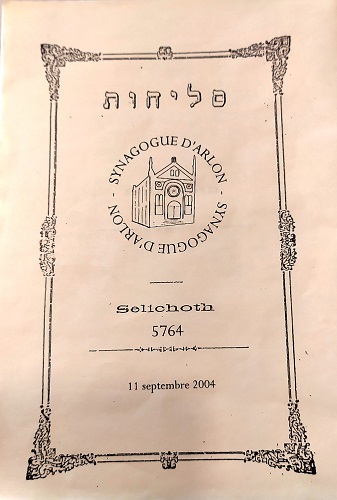 סליחות
SYNAGOGUE D'ARLON - SYNAGOGUE D'ARLON -
Selichoth
5764
11 septembre 2004